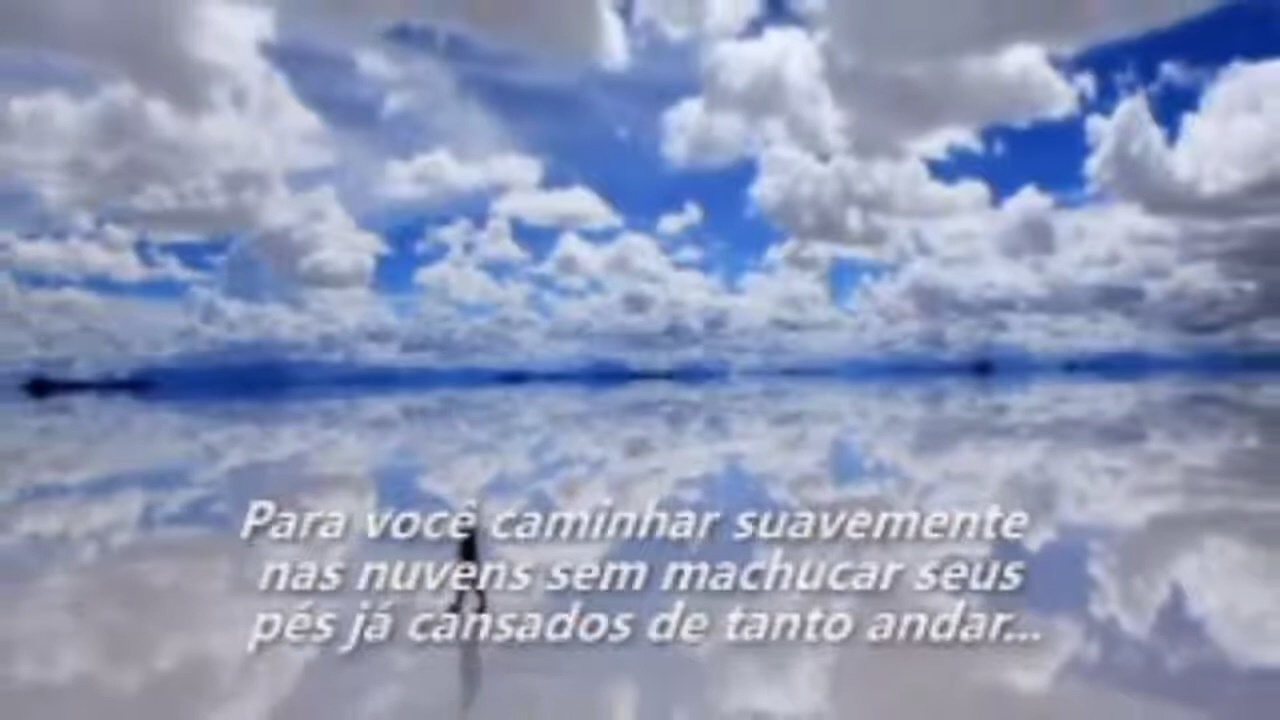 Para você caminhar suavemente
nas nuvens sem machucar seus
pés já cansados de tanto andar...